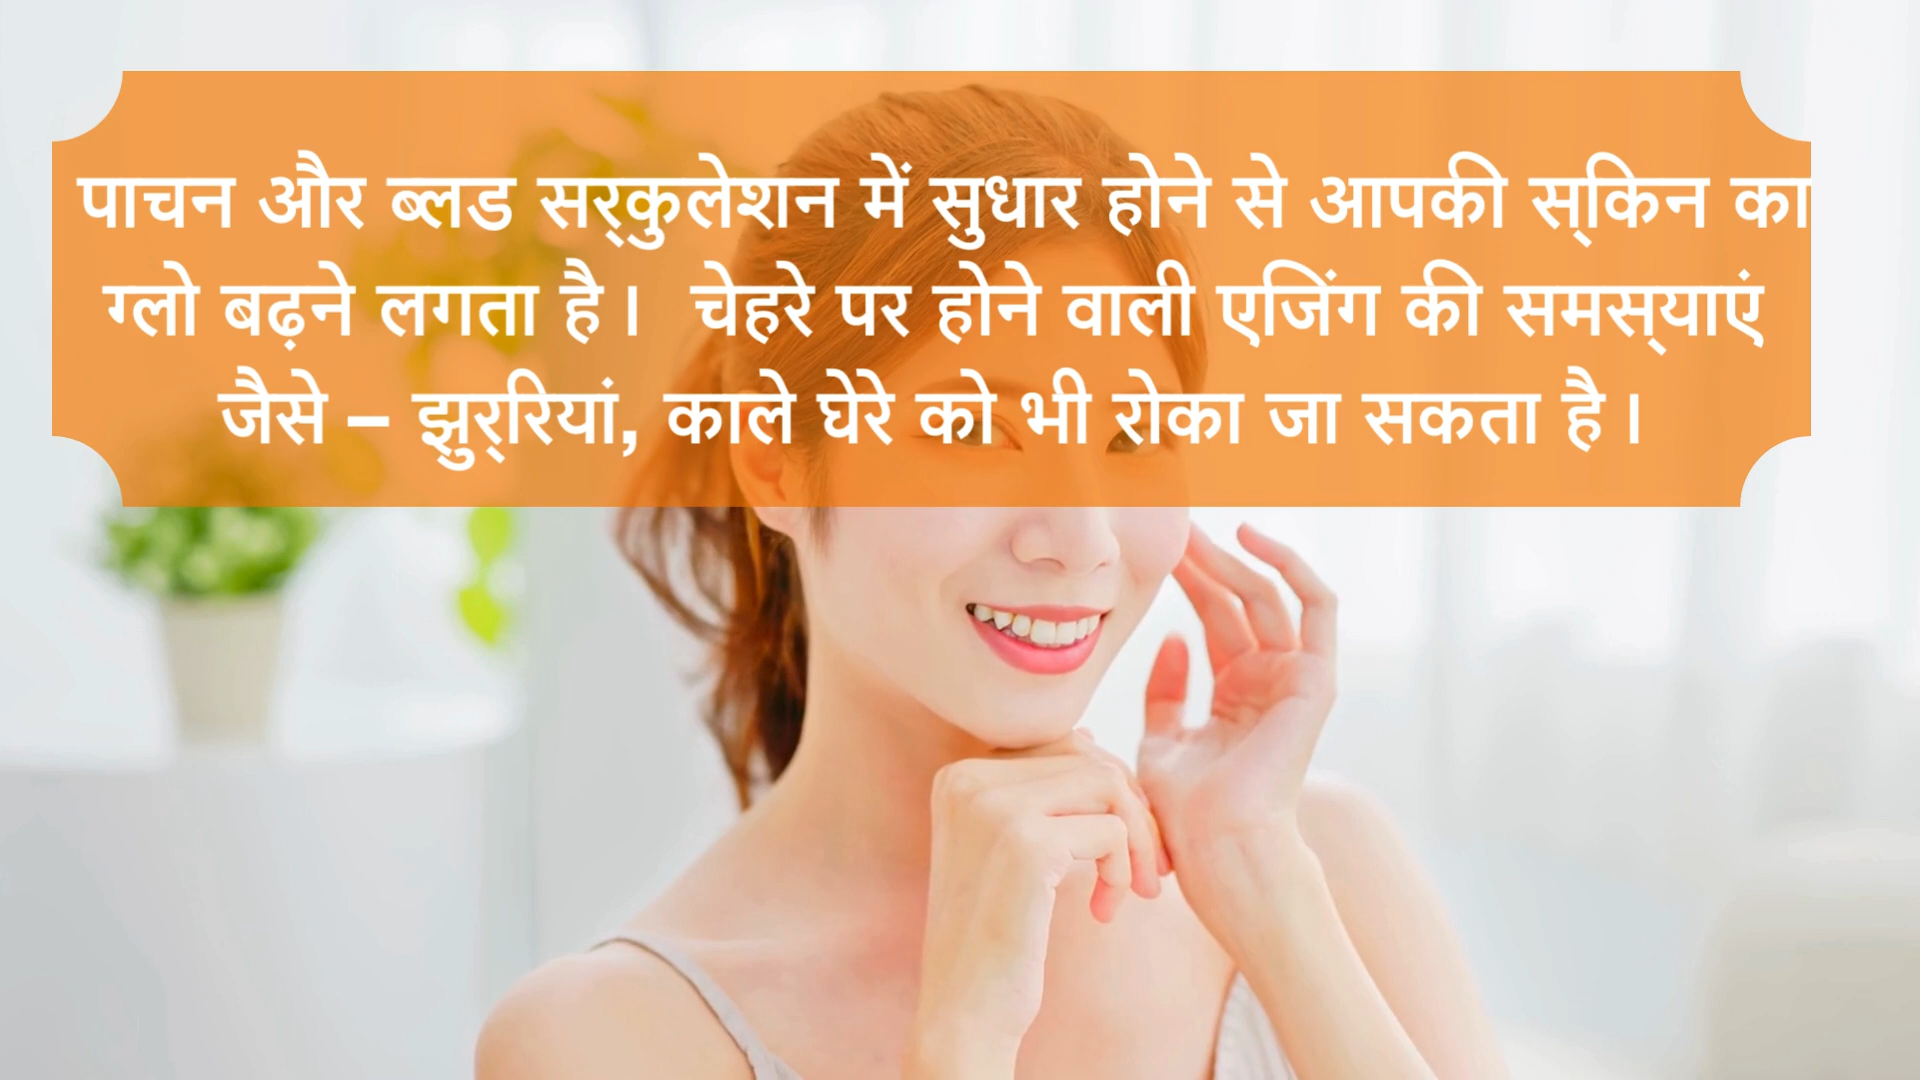 पाचन और ब्लड सर्कुलेशन में सुधार होने से आपकी स्किन का
ग्लो बढ़ने लगता है। चेहरे पर होने वाली एजिंग की समस्याएं
जैसे – झुर्रियां, काले घेरे को भी रोका जा सकता है।